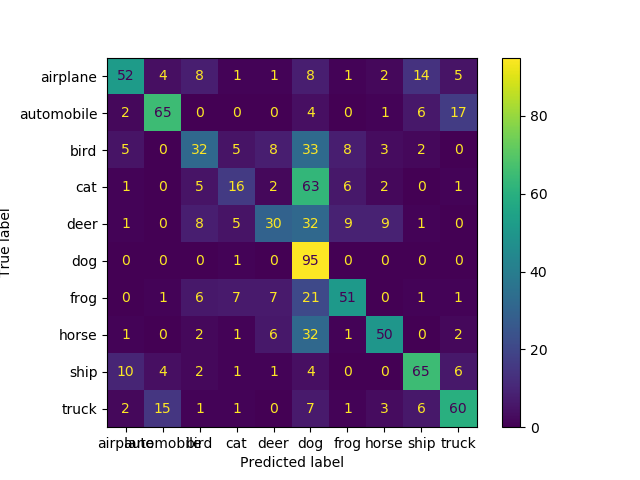 airplane 52 4 8 1 1 8 1 2 14 5
automobile 2 65 0 0 0 4 0 1 6 17
bird 5 0 32 5 8 33 8 3 2 0
cat 1 0 5 16 2 63 6 2 0 1
deer 1 0 8 5 30 32 9 9 1 0
dog 0 0 0 1 0 95 0 0 0 0
frog 0 1 6 7 7 21 51 0 1 1
horse 1 0 2 1 6 32 1 50 0 2
ship 10 4 2 1 1 4 0 0 65 6
truck 2 15 1 1 0 7 1 3 6 60
airplane automobile bird cat deer dog frog horse ship truck
Predicted label
True label
80
60
40
20
0